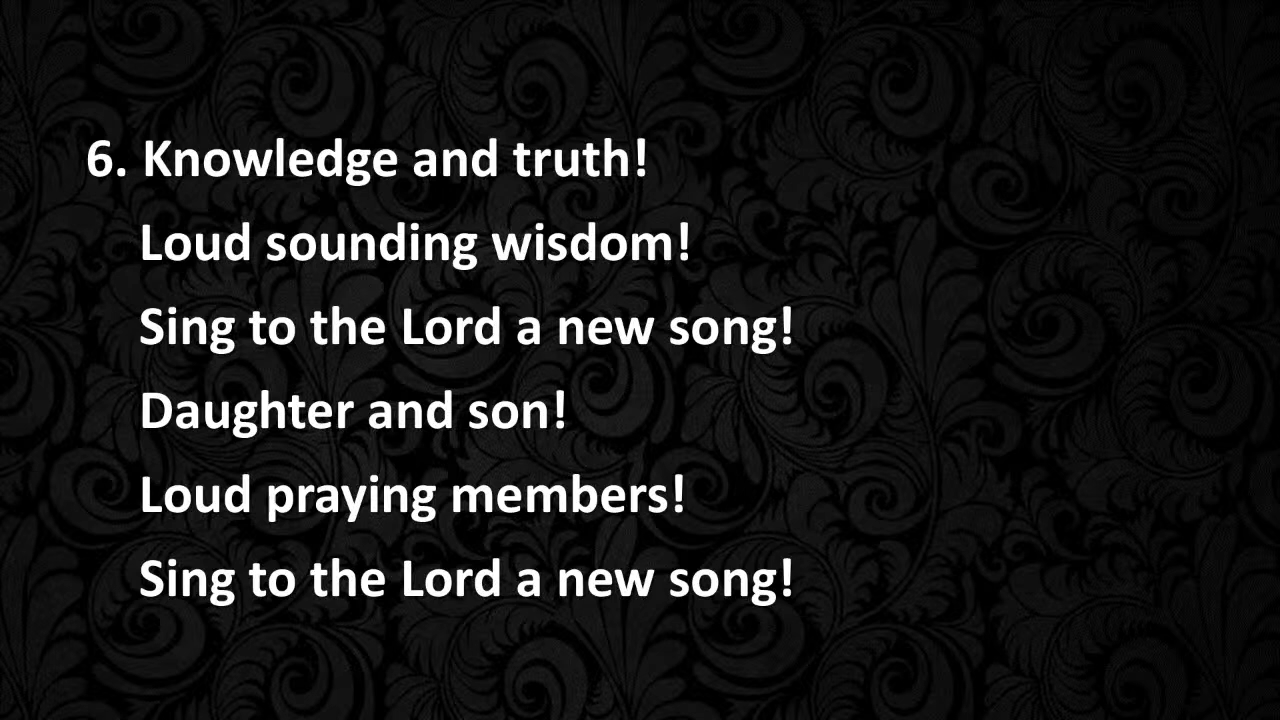 6. Knowledge and truth!
Loud sounding wisdom!
Sing to the Lord a new song!
Daughter and son!
Loud praying members!
Sing to the Lord a new song!